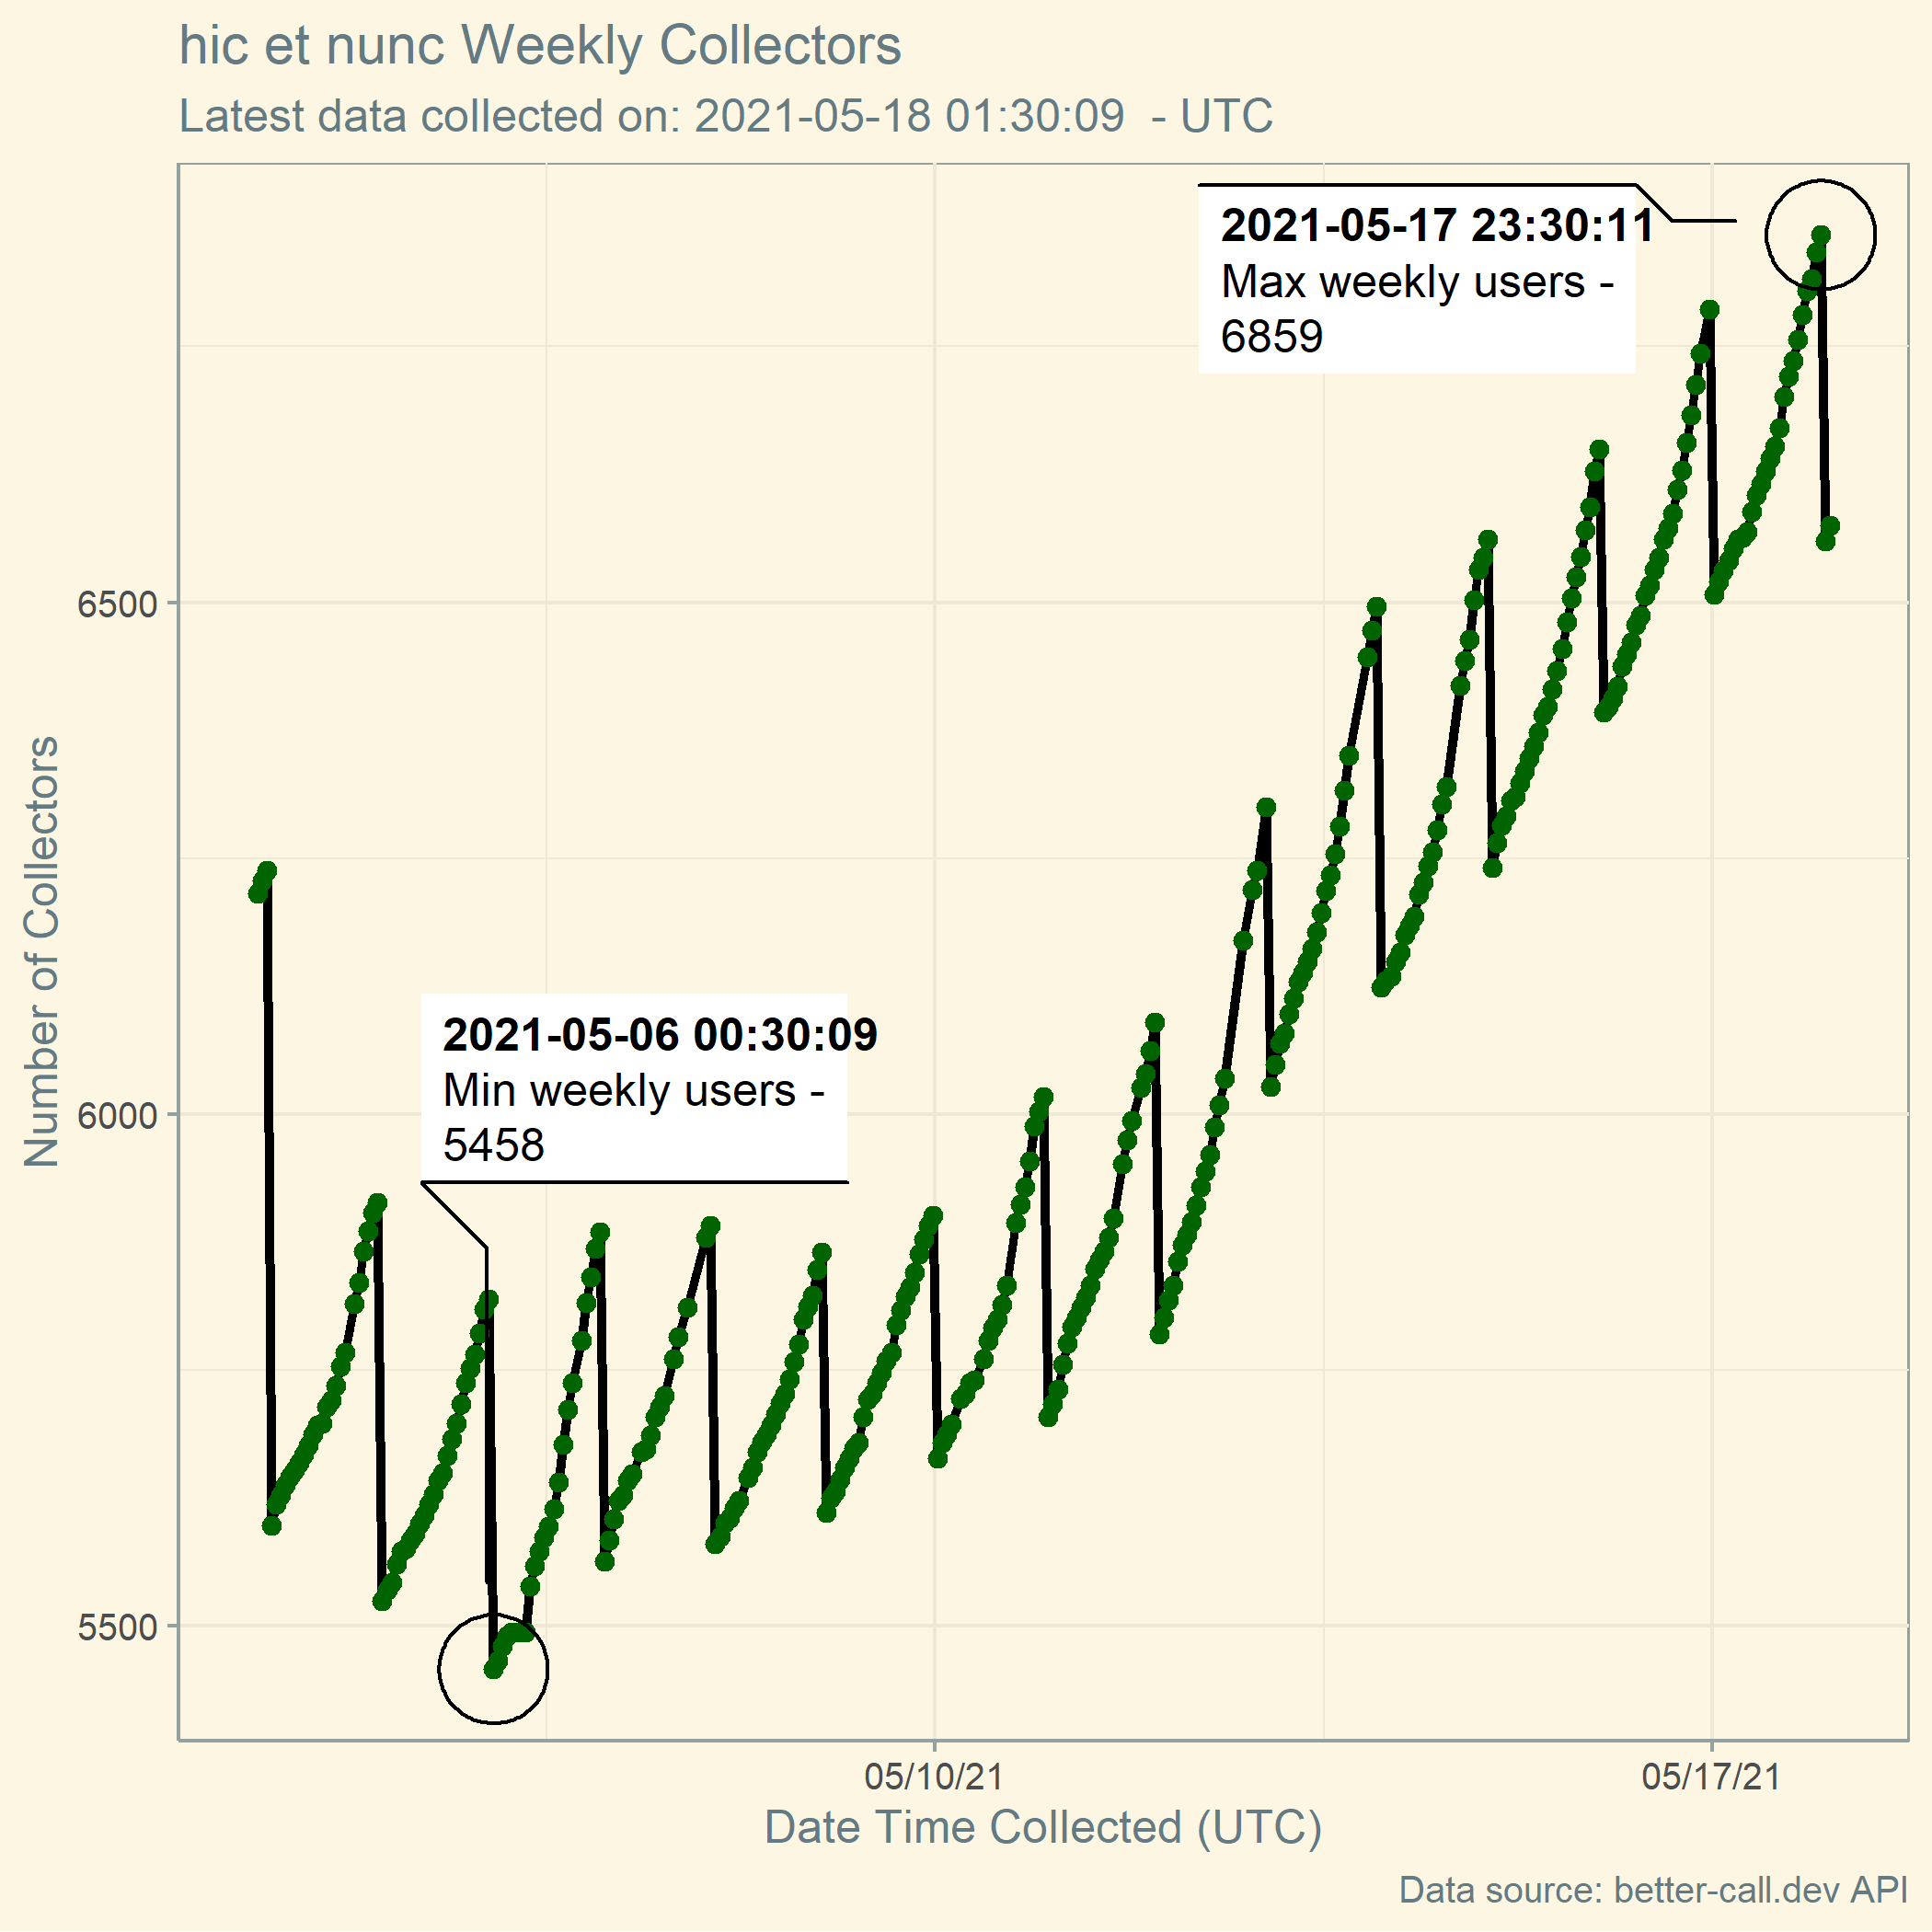 hic et nunc Weekly Collectors
Latest data collected on: 2021-05-18 01:30:09  - UTC
2021-05-17 23:30:11
Max weekly users -
6859
6500
6000
5500
Number of Collectors
2021-05-06 00:30:09
Min weekly users -
5458
05/10/21
05/17/21
Date Time Collected (UTC)
Data source: better-call.dev API